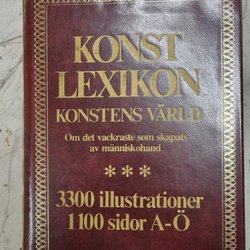 KONST
LEXIKON
KONSTENS VÄRLD
Om det vackraste som skapats
av människohand
***
3300 illustrationer
1100 sidor A-Ö